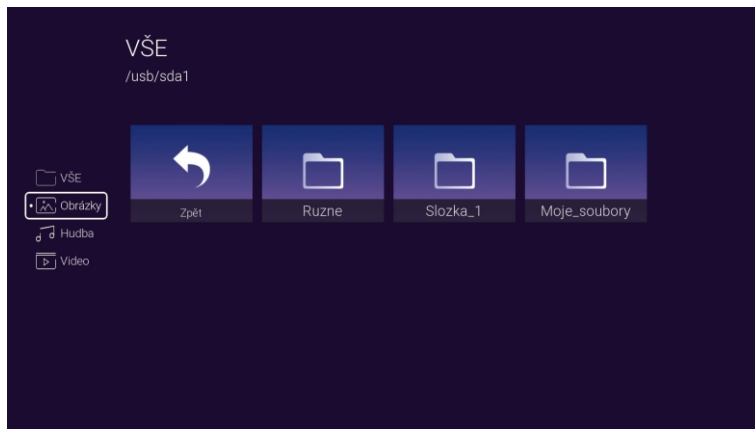 VŠE
/usb/sda1
VŠE
Obrázky
Hudba
Video
Zpět
Ruzne
Slozka_1
Moje_soubory